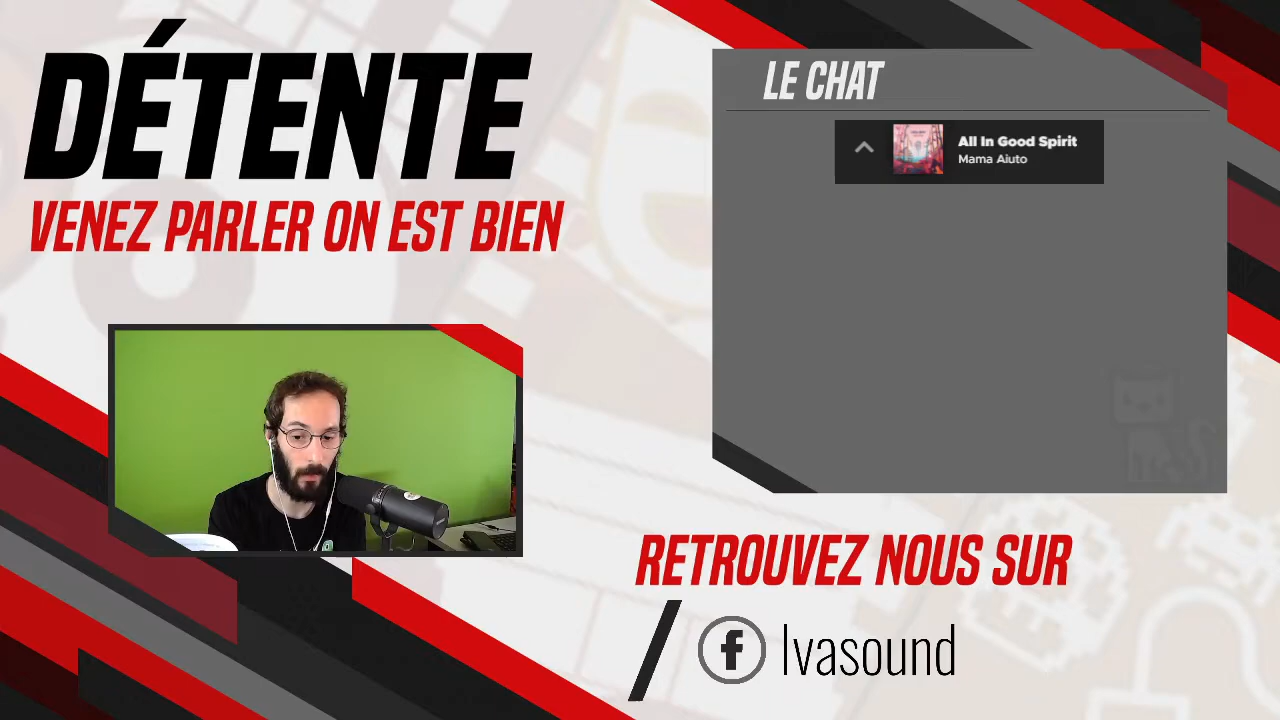 DÉTENTE
VENEZ PARLER ON EST BIEN
LE CHAT
All In Good Spirit
Mama Aiuto
RETROUVEZ NOUS SUR
lvasound